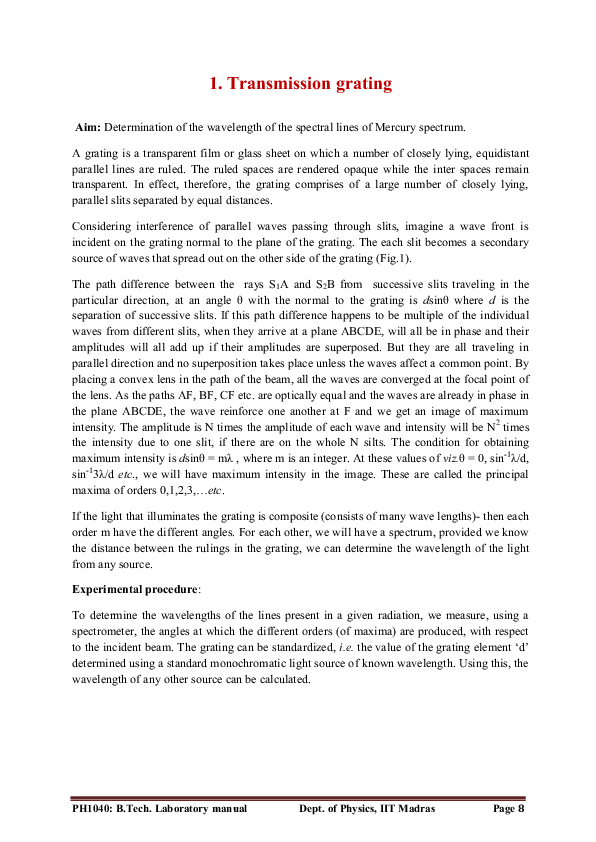 1. Transmission grating
Aim: Determination of the wavelength of the spectral lines of Mercury spectrum.
A grating is a transparent film or glass sheet on which a number of closely lying, equidistant
parallel lines are ruled. The ruled spaces are rendered opaque while the inter spaces remain
transparent. In effect, therefore, the grating comprises of a large number of closely lying,
parallel slits separated by equal distances.
Considering interference of parallel waves passing through slits, imagine a wave front is
incident on the grating normal to the plane of the grating. The each slit becomes a secondary
source of waves that spread out on the other side of the grating (Fig.1).
The path difference between the rays S₁A and S₂B from successive slits traveling in the
particular direction, at an angle θ with the normal to the grating is dsinθ where d is the
separation of successive slits. If this path difference happens to be multiple of the individual
waves from different slits, when they arrive at a plane ABCDE, will all be in phase and their
amplitudes will all add up if their amplitudes are superposed. But they are all traveling in
parallel direction and no superposition takes place unless the waves affect a common point. By
placing a convex lens in the path of the beam, all the waves are converged at the focal point of
the lens. As the paths AF, BF, CF etc. are optically equal and the waves are already in phase in
the plane ABCDE, the wave reinforce one another at F and we get an image of maximum
intensity. The amplitude is N times the amplitude of each wave and intensity will be N² times
the intensity due to one slit, if there are on the whole N silts. The condition for obtaining
maximum intensity is dsinθ = mλ , where m is an integer. At these values of viz.θ = 0, sin⁻¹λ/d,
sin⁻¹3λ/d etc., we will have maximum intensity in the image. These are called the principal
maxima of orders 0,1,2,3,…etc.
If the light that illuminates the grating is composite (consists of many wave lengths)- then each
order m have the different angles. For each other, we will have a spectrum, provided we know
the distance between the rulings in the grating, we can determine the wavelength of the light
from any source.
Experimental procedure:
To determine the wavelengths of the lines present in a given radiation, we measure, using a
spectrometer, the angles at which the different orders (of maxima) are produced, with respect
to the incident beam. The grating can be standardized, i.e. the value of the grating element ‘d’
determined using a standard monochromatic light source of known wavelength. Using this, the
wavelength of any other source can be calculated.
PH1040: B.Tech. Laboratory manual Dept. of Physics, IIT Madras Page 8